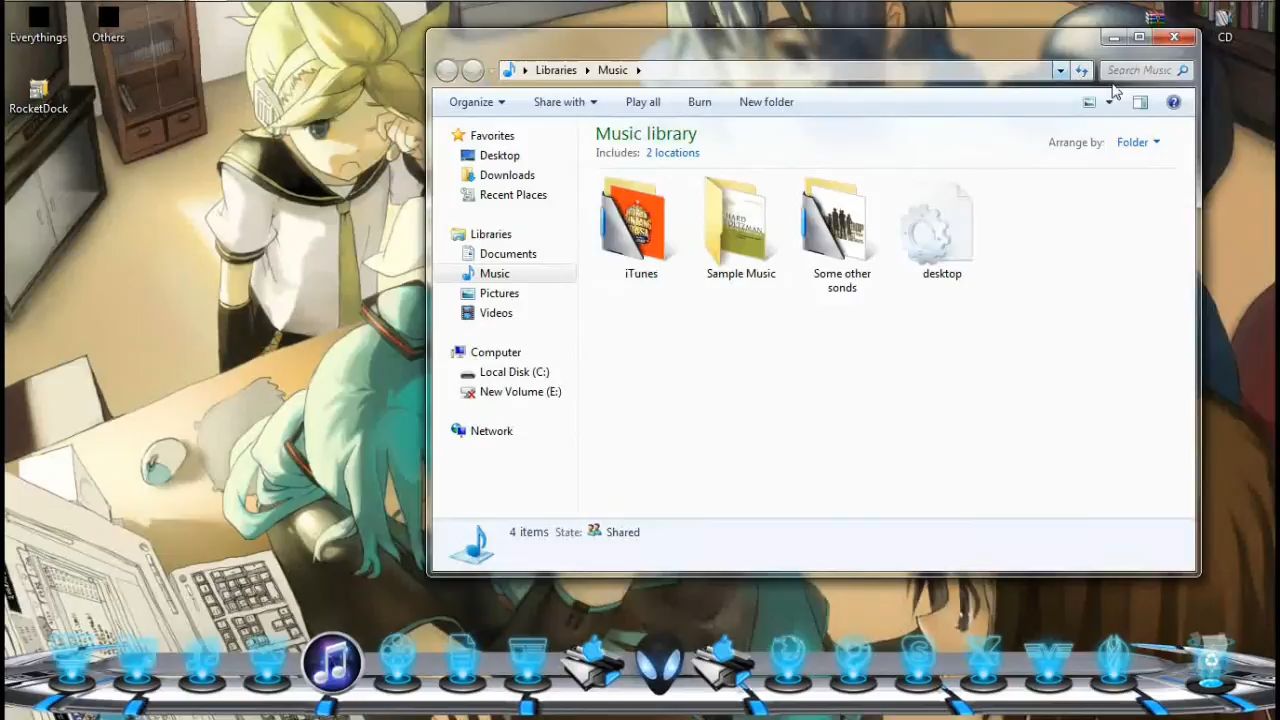 Everythings
Others
CD
RocketDock
Libraries
Music
Search Music
Organize
Share with
Play all
Burn
New folder
Favorites
Desktop
Downloads
Recent Places
Libraries
Documents
Music
Pictures
Videos
Computer
Local Disk (C:)
New Volume (E:)
Network
Music library
Includes: 2 locations
Arrange by: Folder
iTunes
Sample Music
Some other
sonds
desktop
4 items State: Shared